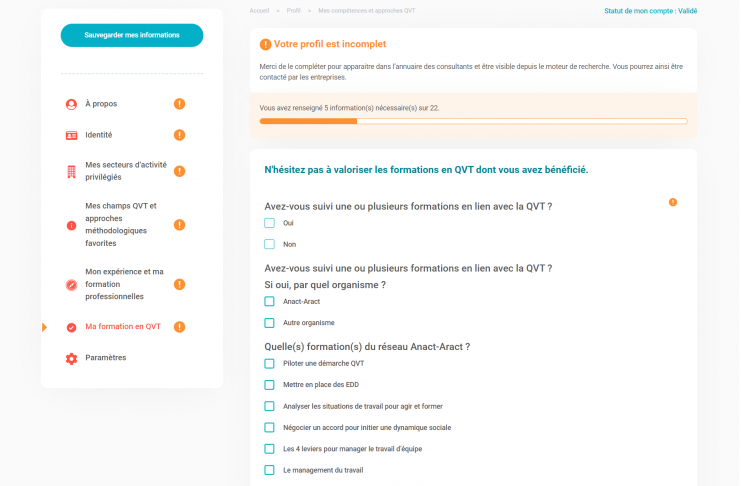 Sauvegarder mes informations
À propos
Identité
Mes secteurs d'activité
privilégiés
Mes champs QVT et
approches
méthodologiques
favorites
Mon expérience et ma
formation
professionnelles
Ma formation en QVT
Paramètres
Accueil » Profil » Mes compétences et approches QVT
Statut de mon compte : Validé
Votre profil est incomplet
Merci de le compléter pour apparaitre dans l'annuaire des consultants et être visible depuis le moteur de recherche. Vous pourrez ainsi être
contacté par les entreprises.
Vous avez renseigné 5 information(s) nécessaire(s) sur 22.
N'hésitez pas à valoriser les formations en QVT dont vous avez bénéficié.
Avez-vous suivi une ou plusieurs formations en lien avec la QVT ?
Oui
Non
Avez-vous suivi une ou plusieurs formations en lien avec la QVT ?
Si oui, par quel organisme ?
Anact-Aract
Autre organisme
Quelle(s) formation(s) du réseau Anact-Aract ?
Piloter une démarche QVT
Mettre en place des EDD
Analyser les situations de travail pour agir et former
Négocier un accord pour initier une dynamique sociale
Les 4 leviers pour manager le travail d'équipe
Le management du travail